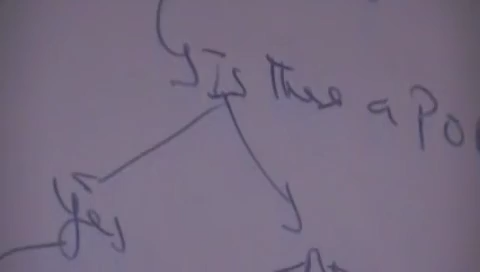 Is there a Po
Yes